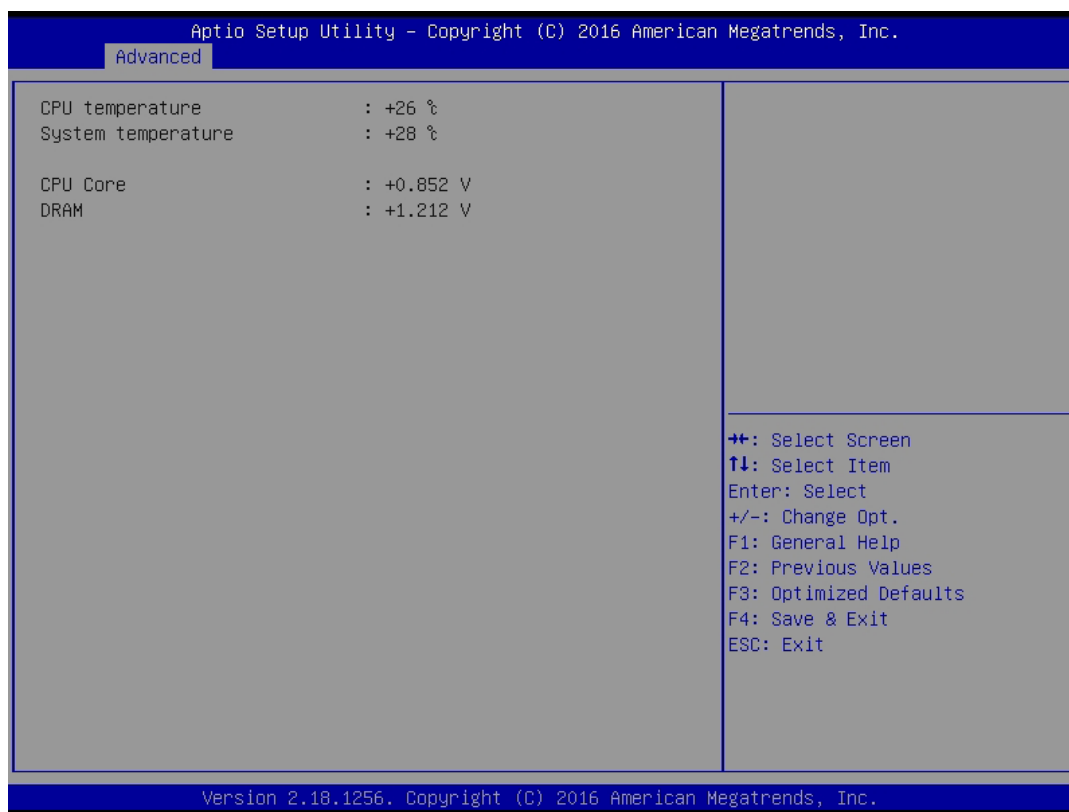 Aptio Setup Utility – Copyright (C) 2016 American Megatrends, Inc.
Advanced
CPU temperature : +26 ℃
System temperature : +28 ℃
CPU Core : +0.852 V
DRAM : +1.212 V
→←: Select Screen
↑↓: Select Item
Enter: Select
+/-: Change Opt.
F1: General Help
F2: Previous Values
F3: Optimized Defaults
F4: Save & Exit
ESC: Exit
Version 2.18.1256. Copyright (C) 2016 American Megatrends, Inc.